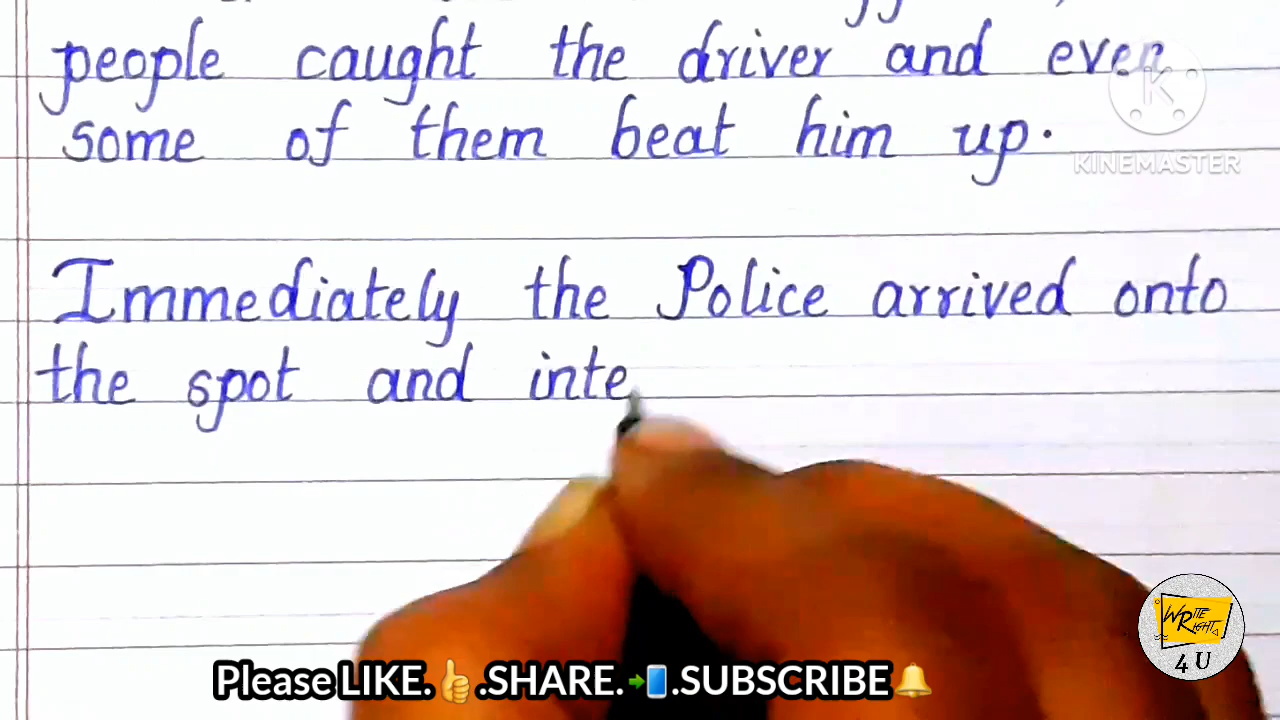 people caught the driver and even
some of them beat him up.
KINEMASTER
Immediately the Police arrived onto
the spot and inte
WRITE
RIGHT
4 U
Please LIKE.👍.SHARE.📲.SUBSCRIBE🔔